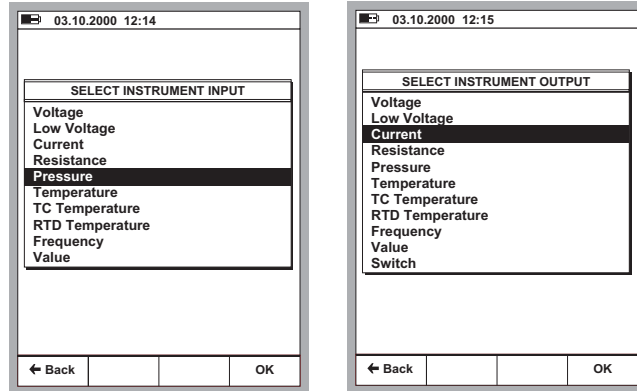 03.10.2000 12:14
SELECT INSTRUMENT INPUT
Voltage
Low Voltage
Current
Resistance
Pressure
Temperature
TC Temperature
RTD Temperature
Frequency
Value
← Back OK
03.10.2000 12:15
SELECT INSTRUMENT OUTPUT
Voltage
Low Voltage
Current
Resistance
Pressure
Temperature
TC Temperature
RTD Temperature
Frequency
Value
Switch
← Back OK